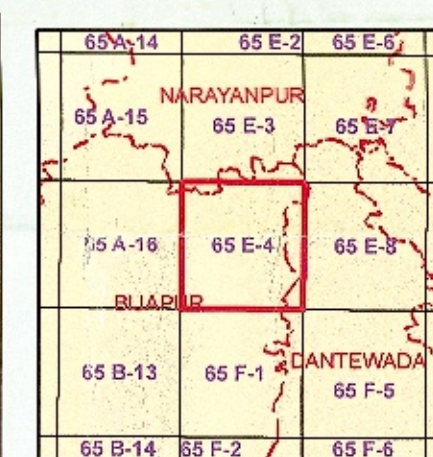 65 A-14 65 E-2 65 E-6
NARAYANPUR
65 A-15 65 E-3 65 E-7
65 A-16 65 E-4 65 E-8
BIJAPUR
DANTEWADA
65 B-13 65 F-1 65 F-5
65 B-14 65 F-2 65 F-6